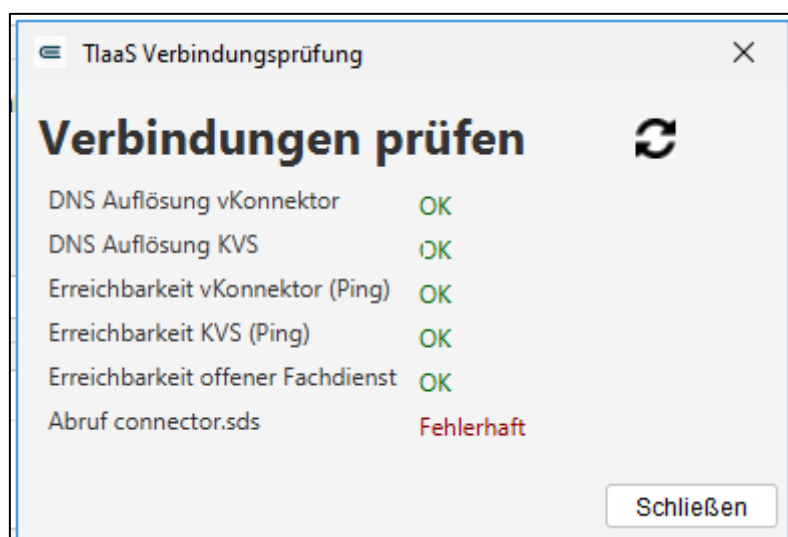 TIaaS Verbindungsprüfung
Verbindungen prüfen
DNS Auflösung vKonnektor OK
DNS Auflösung KVS OK
Erreichbarkeit vKonnektor (Ping) OK
Erreichbarkeit KVS (Ping) OK
Erreichbarkeit offener Fachdienst OK
Abruf connector.sds Fehlerhaft
Schließen